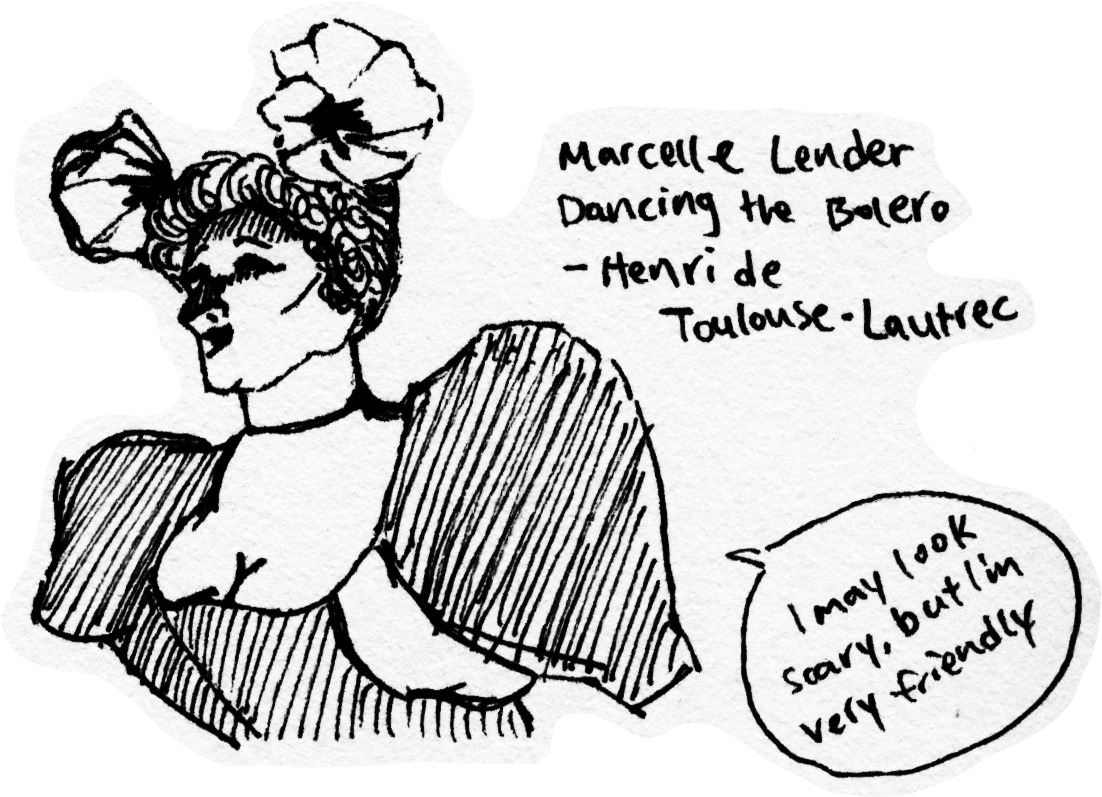 Marcelle Lender
Dancing the Bolero
- Henri de
Toulouse-Lautrec
I may look
scary, but I'm
very friendly